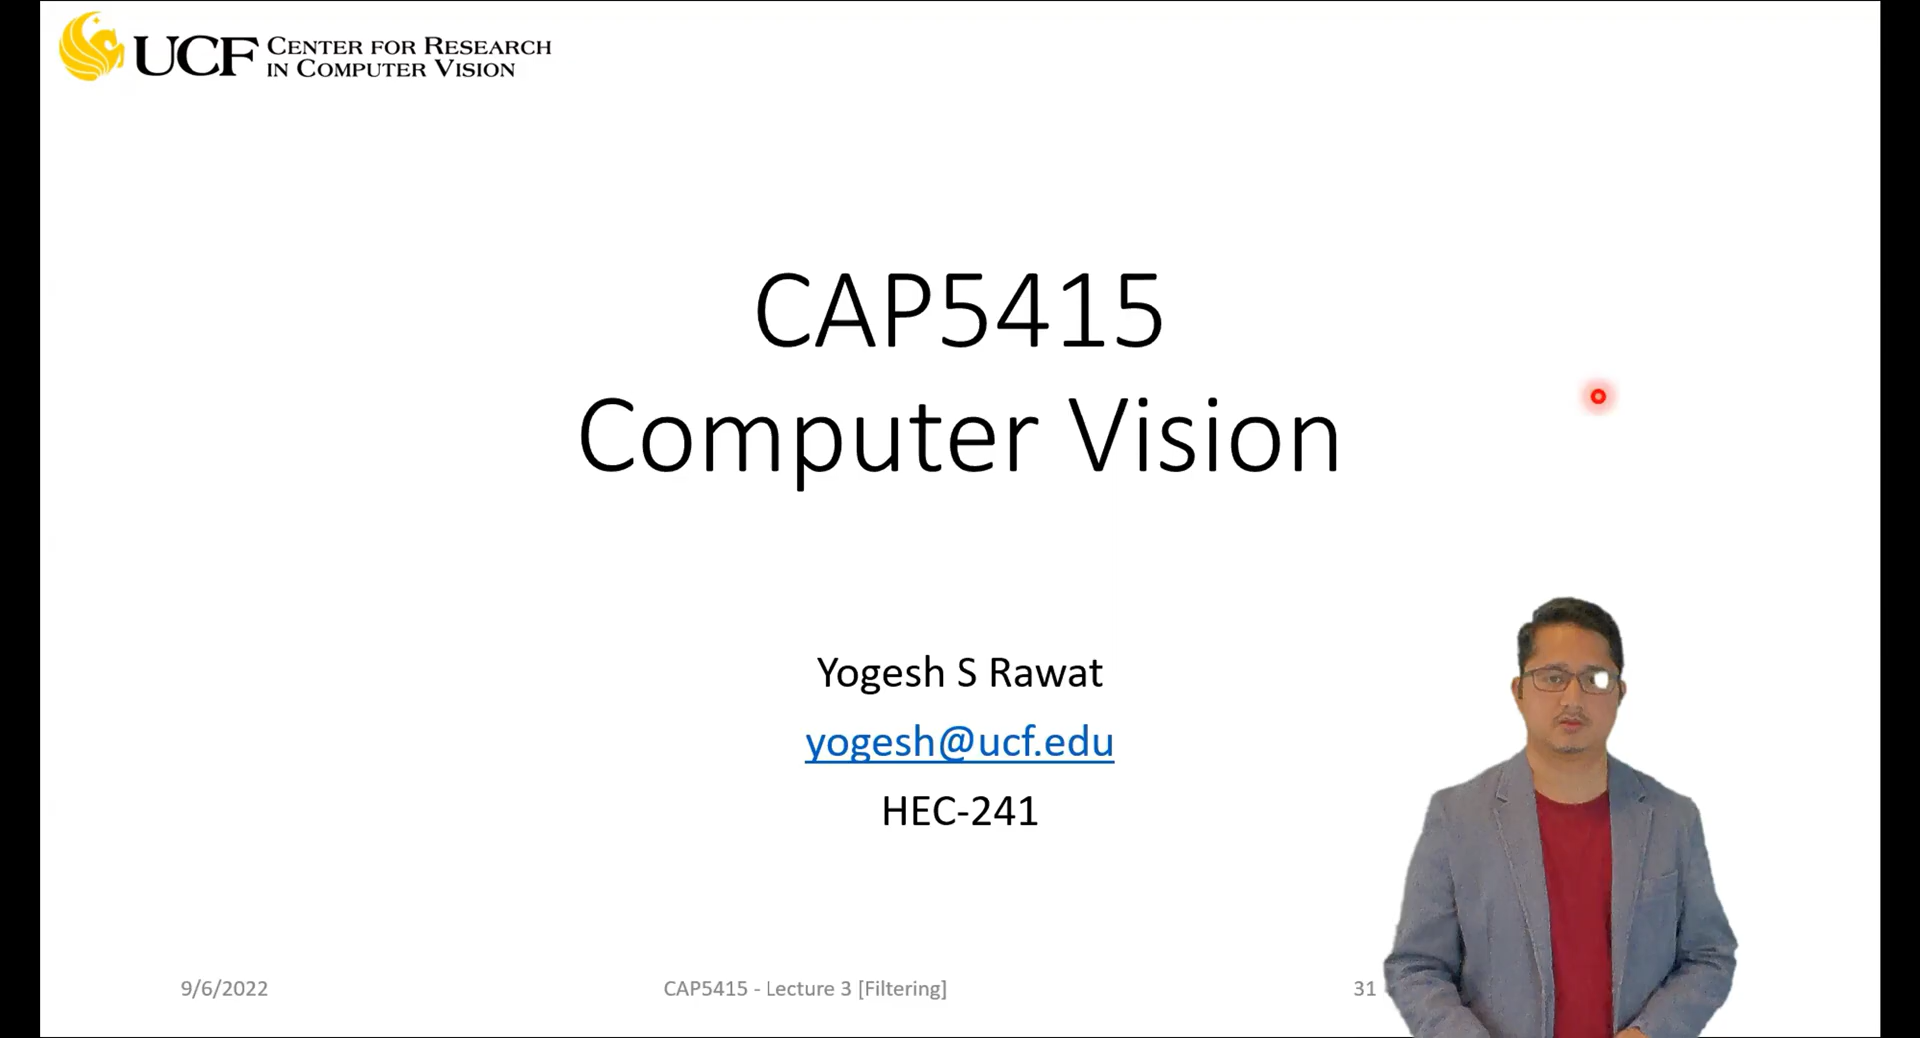 UCF CENTER FOR RESEARCH
IN COMPUTER VISION
CAP5415
Computer Vision
Yogesh S Rawat
yogesh@ucf.edu
HEC-241
9/6/2022
CAP5415 - Lecture 3 [Filtering]
31